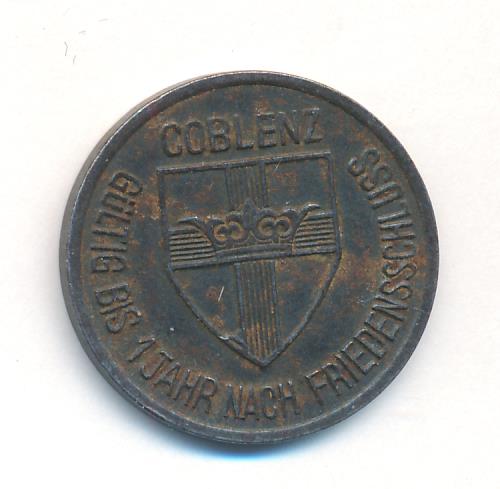 COBLENZ
GÜLTIG BIS 1 JAHR NACH FRIEDENSSCHLUSS